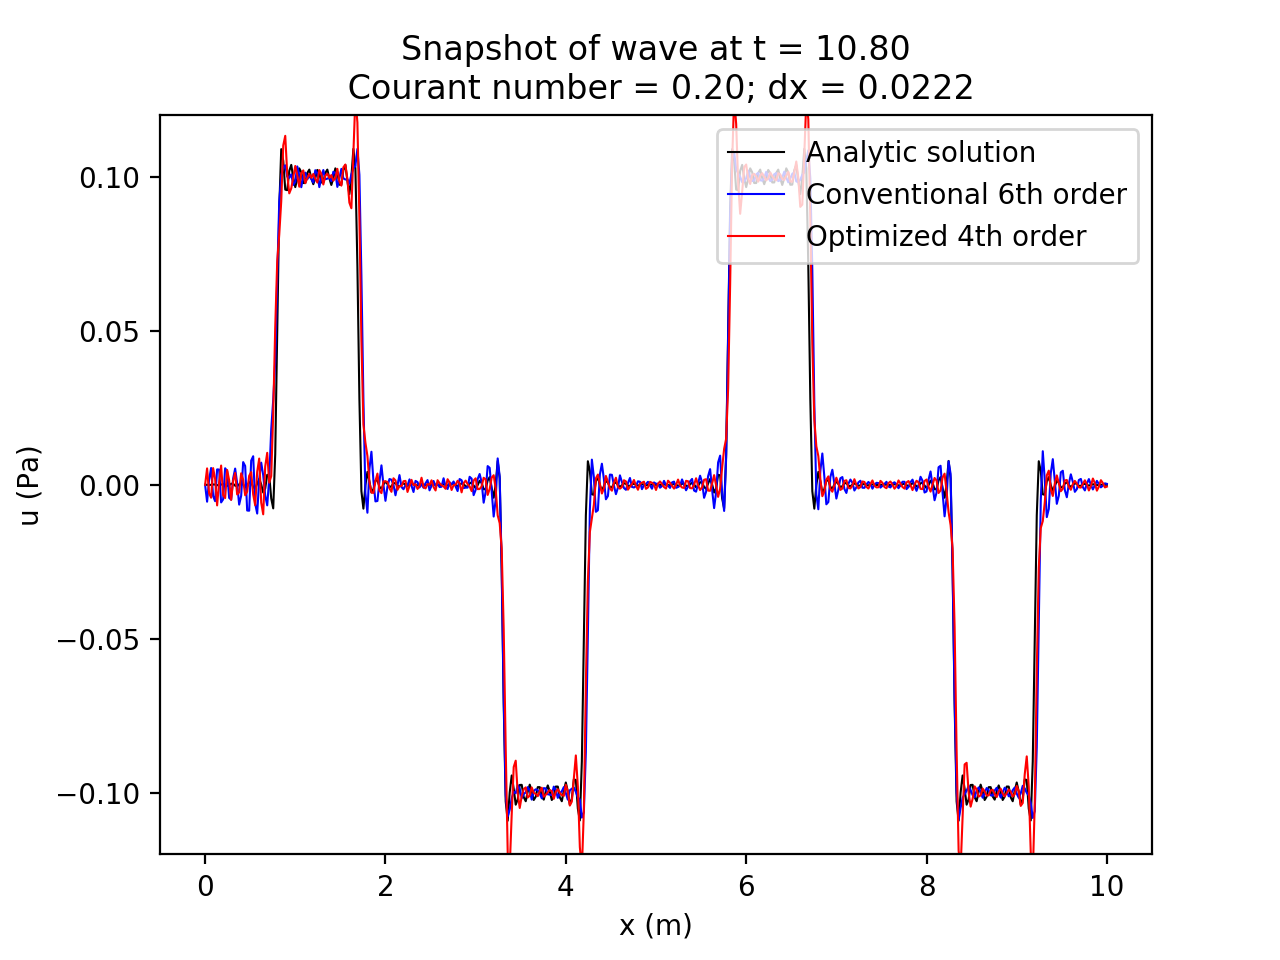 Snapshot of wave at t = 10.80
Courant number = 0.20; dx = 0.0222
Analytic solution
Conventional 6th order
Optimized 4th order
0.10
0.05
0.00
−0.05
−0.10
u (Pa)
0 2 4 6 8 10
x (m)